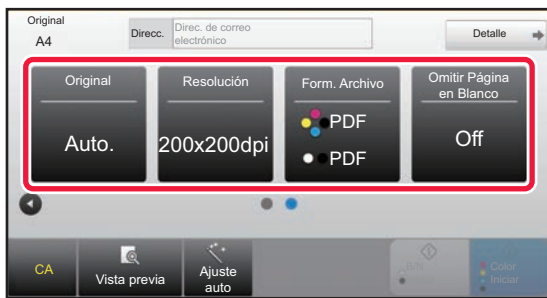 Original
A4
Direcc.
Direc. de correo
electrónico
Detalle
Original
Resolución
Form. Archivo
Omitir Página
en Blanco
Auto.
200x200dpi
PDF
PDF
Off
CA
Vista previa
Ajuste
auto
B/N
Color
Iniciar